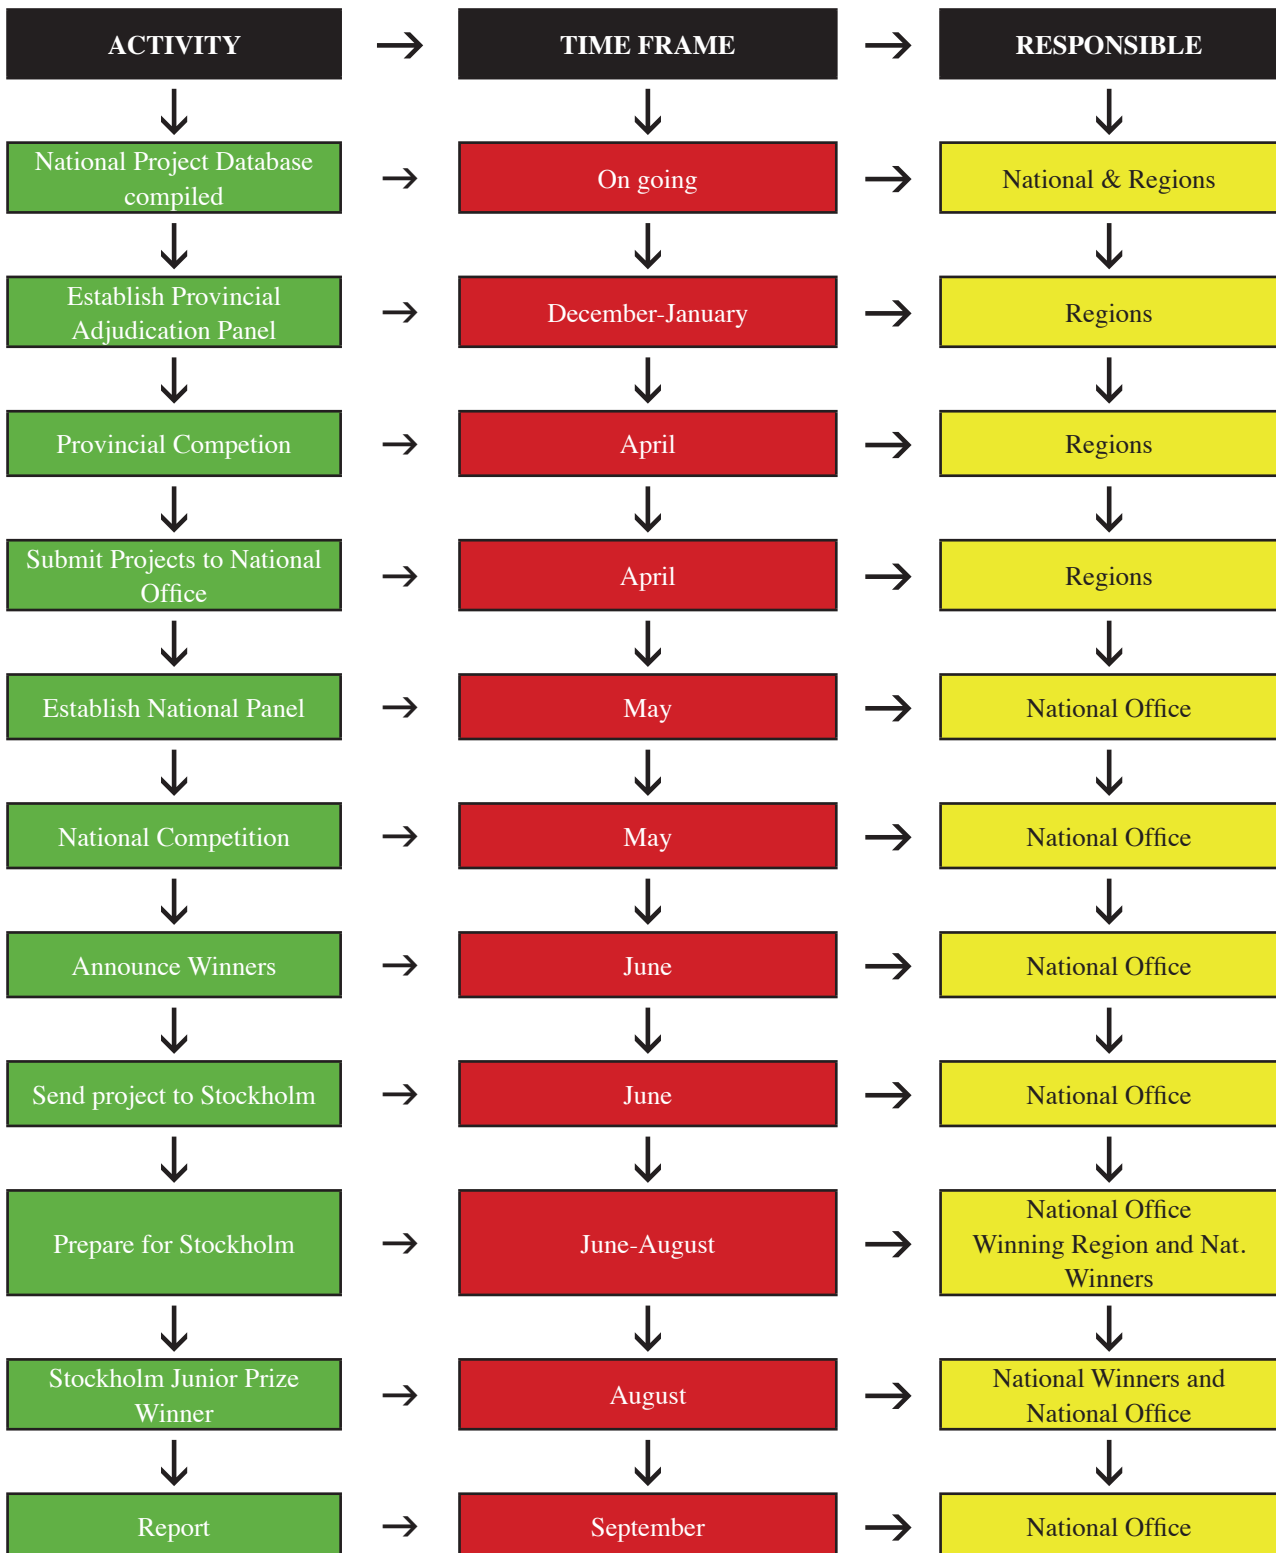 ACTIVITY → TIME FRAME → RESPONSIBLE
National Project Database
compiled
On going
National & Regions
Establish Provincial
Adjudication Panel
December-January
Regions
Provincial Competion
April
Regions
Submit Projects to National
Office
April
Regions
Establish National Panel
May
National Office
National Competition
May
National Office
Announce Winners
June
National Office
Send project to Stockholm
June
National Office
Prepare for Stockholm
June-August
National Office
Winning Region and Nat.
Winners
Stockholm Junior Prize
Winner
August
National Winners and
National Office
Report
September
National Office